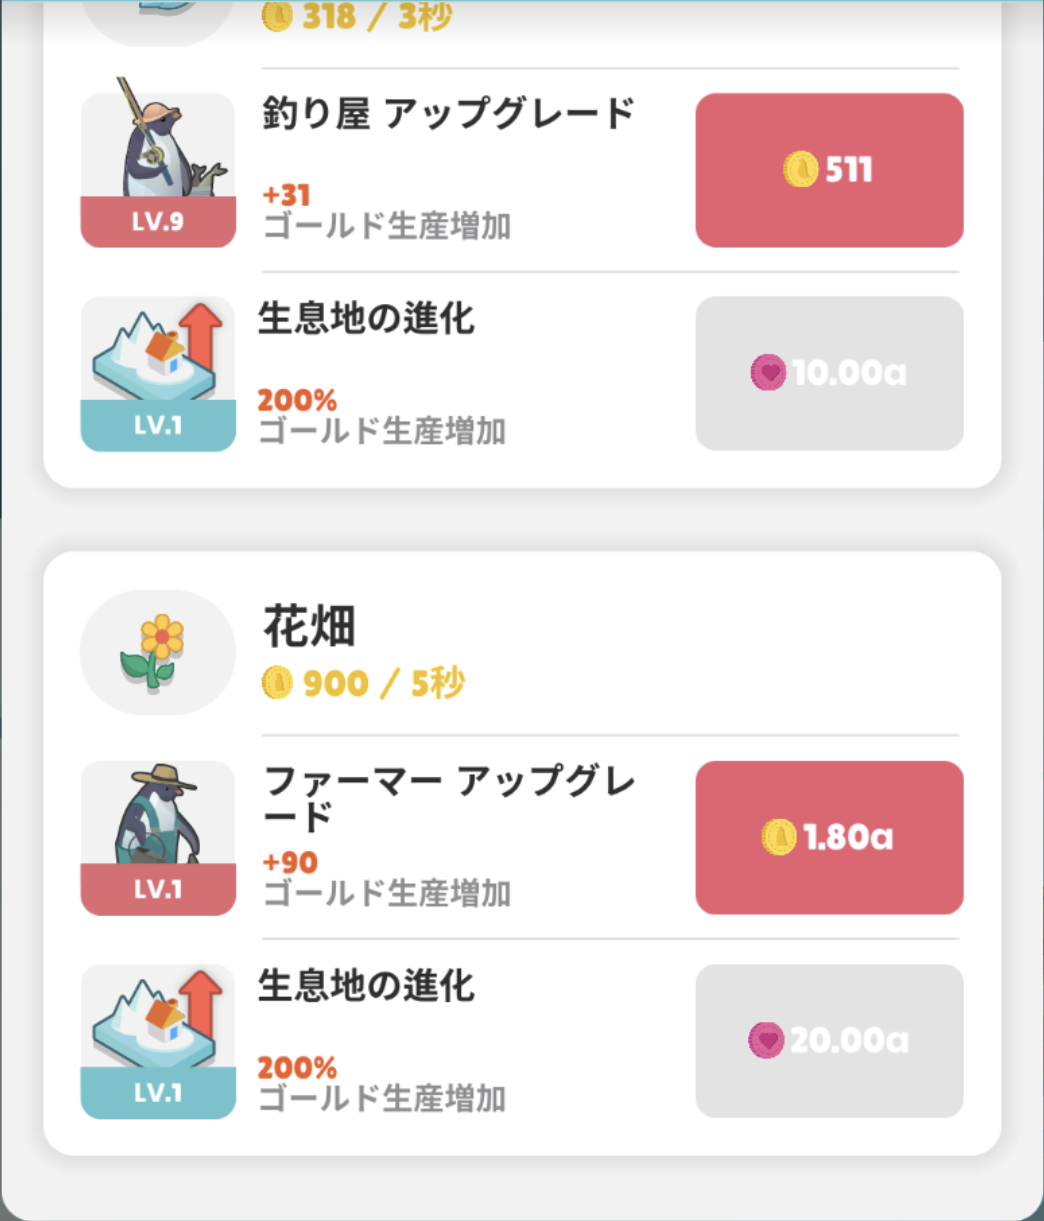 318 / 3秒
釣り屋 アップグレード
+31
ゴールド生産増加
LV.9
511
生息地の進化
200%
ゴールド生産増加
LV.1
10.00a
花畑
900 / 5秒
ファーマー アップグレ
ード
+90
ゴールド生産増加
LV.1
1.80a
生息地の進化
200%
ゴールド生産増加
LV.1
20.00a